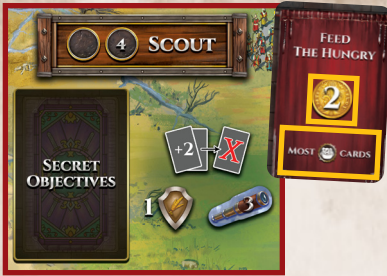 4 SCOUT
FEED
THE HUNGRY
2
MOST CARDS
SECRET
OBJECTIVES
+2 X
1 3